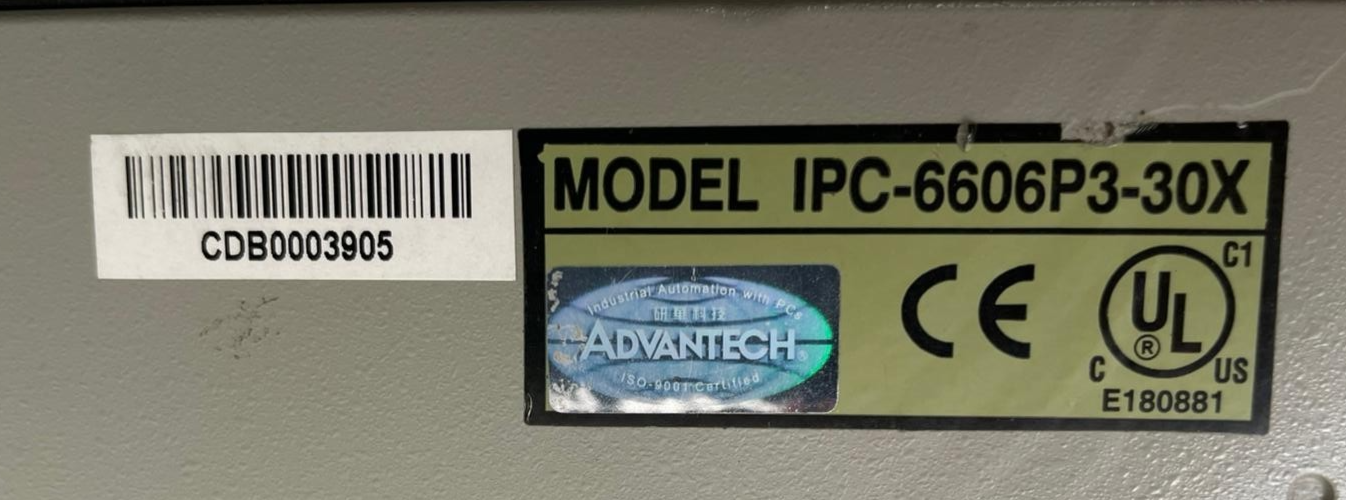 CDB0003905
MODEL IPC-6606P3-30X
Industrial Automation with PCs
研華科技
ADVANTECH®
ISO-9001 Certified
CE
C1
UL
®
C US
E180881